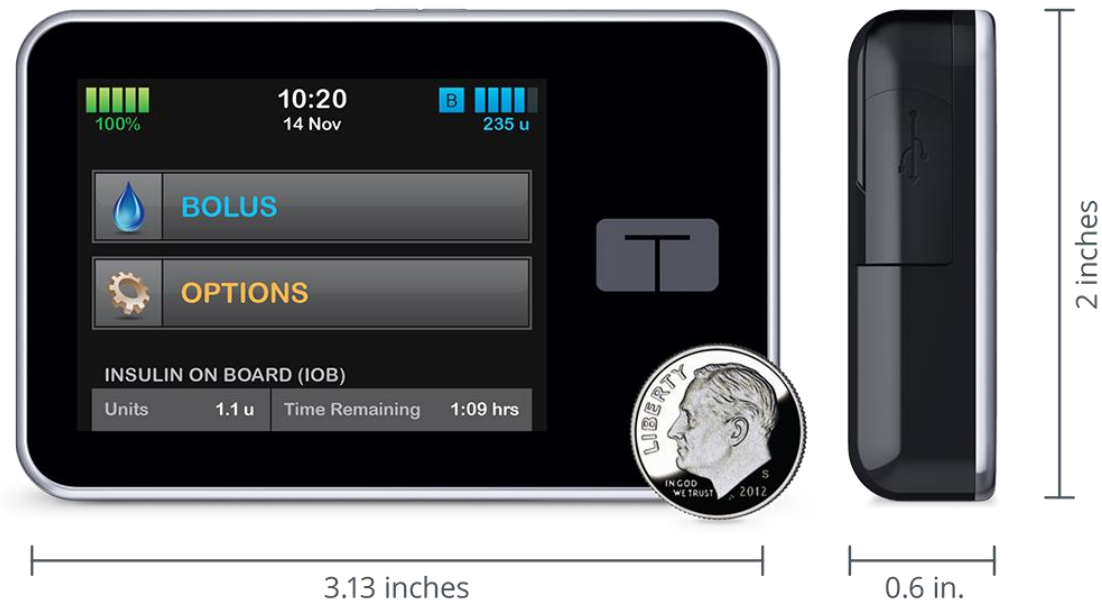 10:20
14 Nov
100%
B
235 u
BOLUS
OPTIONS
INSULIN ON BOARD (IOB)
Units 1.1 u Time Remaining 1:09 hrs
LIBERTY
IN GOD
WE TRUST
S
2012
2 inches
3.13 inches
0.6 in.